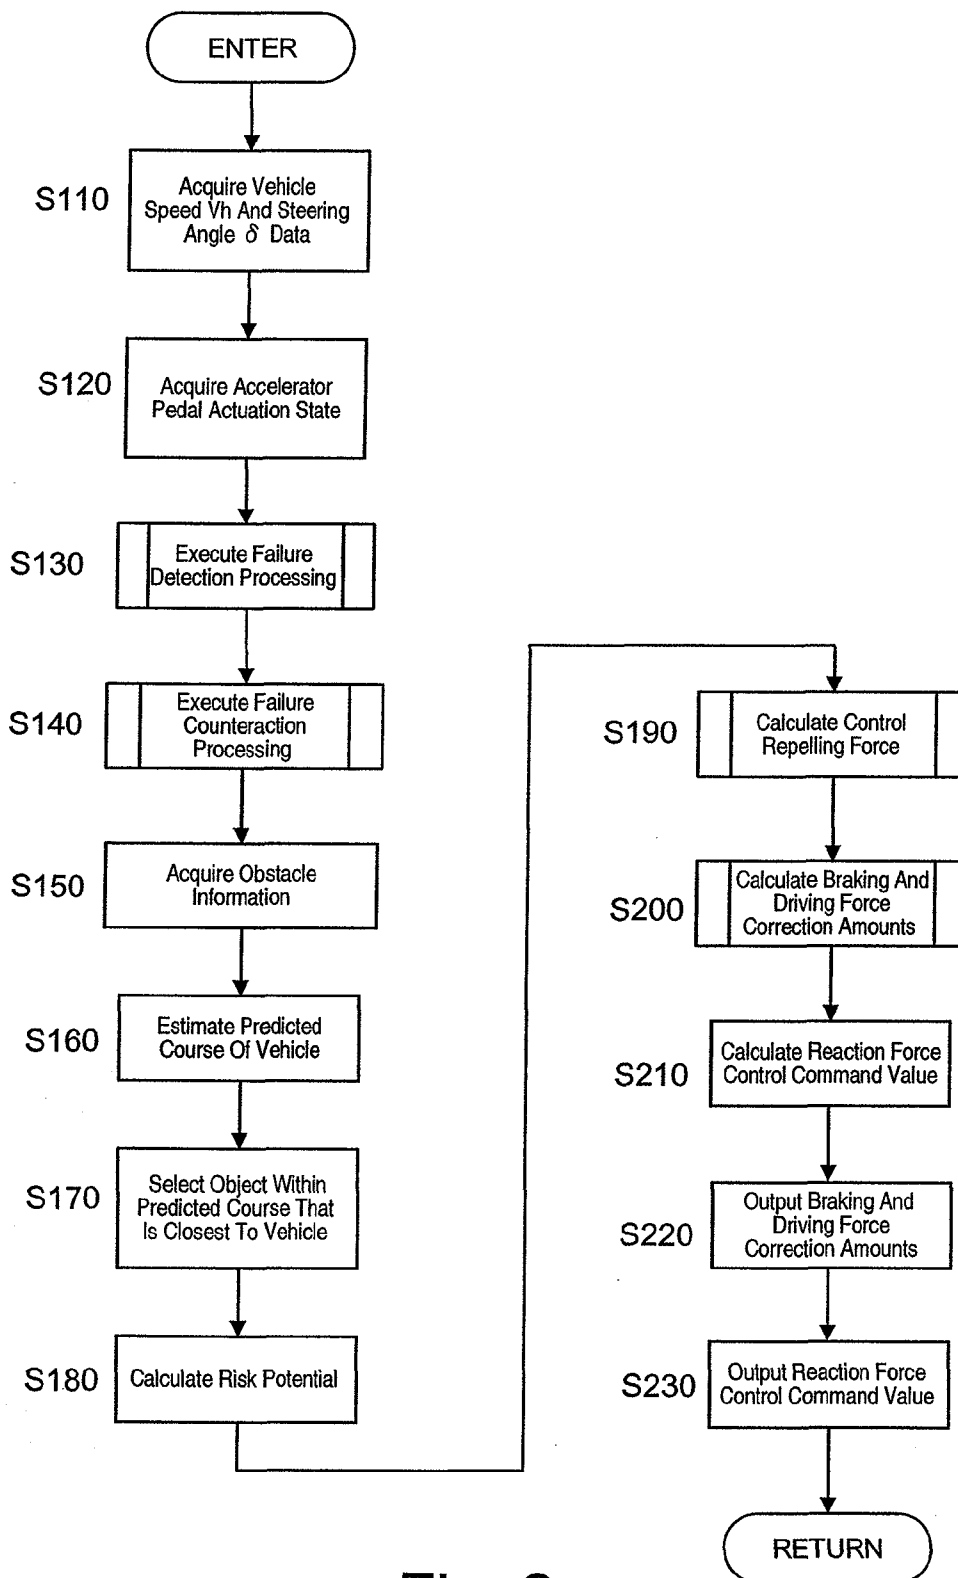 ENTER
S110
Acquire Vehicle
Speed Vh And Steering
Angle δ Data
S120
Acquire Accelerator
Pedal Actuation State
S130
Execute Failure
Detection Processing
S140
Execute Failure
Counteraction
Processing
S150
Acquire Obstacle
Information
S160
Estimate Predicted
Course Of Vehicle
S170
Select Object Within
Predicted Course That
Is Closest To Vehicle
S180
Calculate Risk Potential
S190
Calculate Control
Repelling Force
S200
Calculate Braking And
Driving Force
Correction Amounts
S210
Calculate Reaction Force
Control Command Value
S220
Output Braking And
Driving Force
Correction Amounts
S230
Output Reaction Force
Control Command Value
RETURN